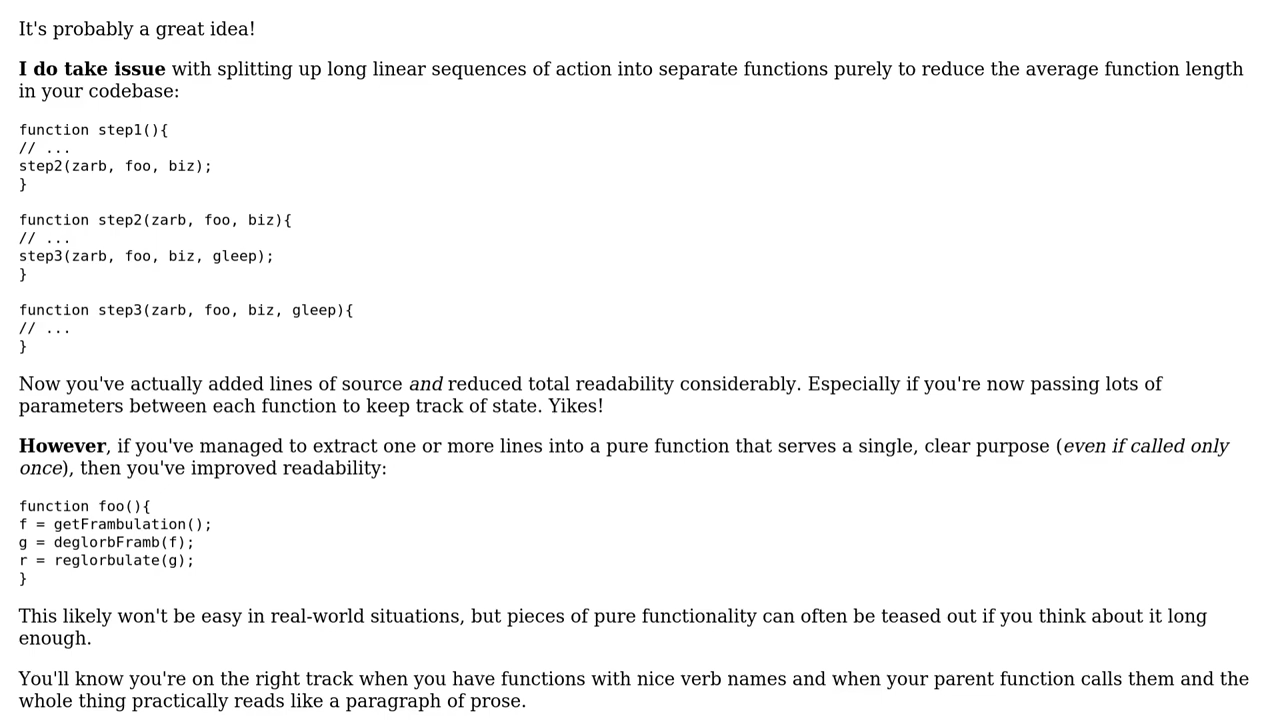 It's probably a great idea!
I do take issue with splitting up long linear sequences of action into separate functions purely to reduce the average function length
in your codebase:
function step1(){
// ...
step2(zarb, foo, biz);
}
function step2(zarb, foo, biz){
// ...
step3(zarb, foo, biz, gleep);
}
function step3(zarb, foo, biz, gleep){
// ...
}
Now you've actually added lines of source and reduced total readability considerably. Especially if you're now passing lots of
parameters between each function to keep track of state. Yikes!
However, if you've managed to extract one or more lines into a pure function that serves a single, clear purpose (even if called only
once), then you've improved readability:
function foo(){
f = getFrambulation();
g = deglorbFramb(f);
r = reglorbulate(g);
}
This likely won't be easy in real-world situations, but pieces of pure functionality can often be teased out if you think about it long
enough.
You'll know you're on the right track when you have functions with nice verb names and when your parent function calls them and the
whole thing practically reads like a paragraph of prose.